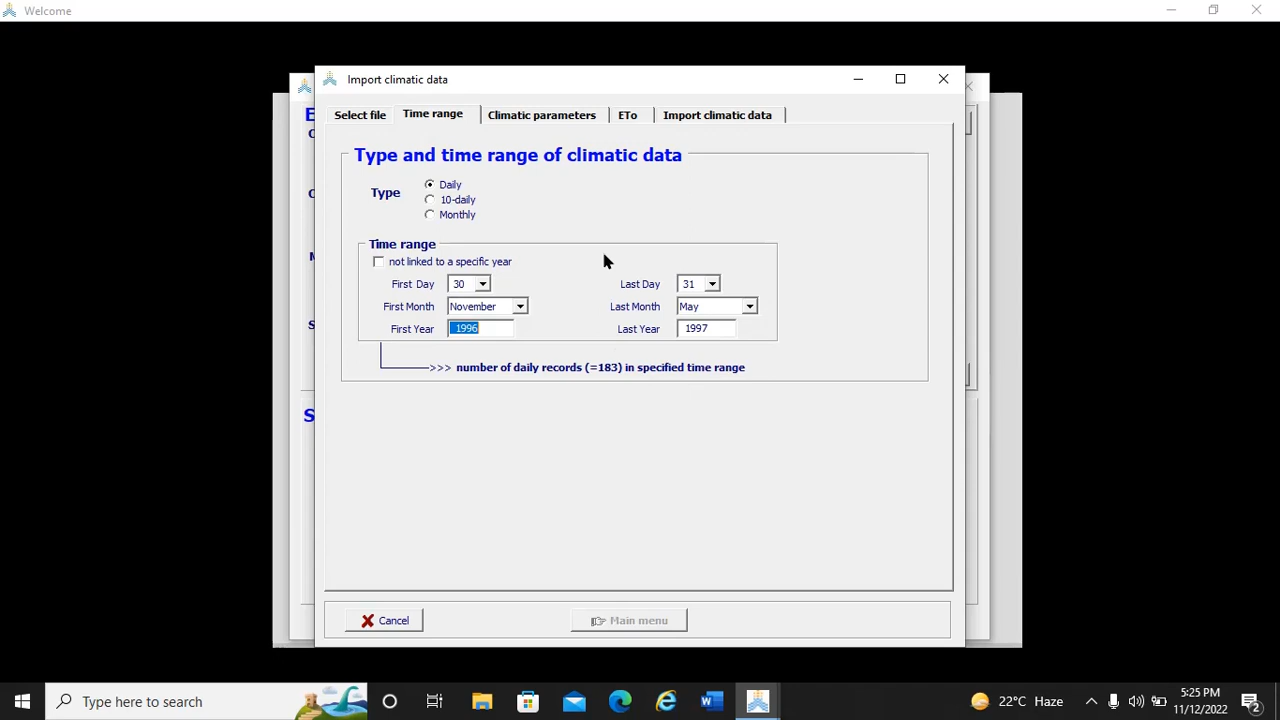 Welcome
Import climatic data
Select file
Time range
Climatic parameters
ETo
Import climatic data
Type and time range of climatic data
Type
Daily
10-daily
Monthly
Time range
not linked to a specific year
First Day 30 Last Day 31
First Month November Last Month May
First Year 1996 Last Year 1997
>>> number of daily records (=183) in specified time range
Cancel
Main menu
Type here to search
22°C Haze
5:25 PM
11/12/2022
2